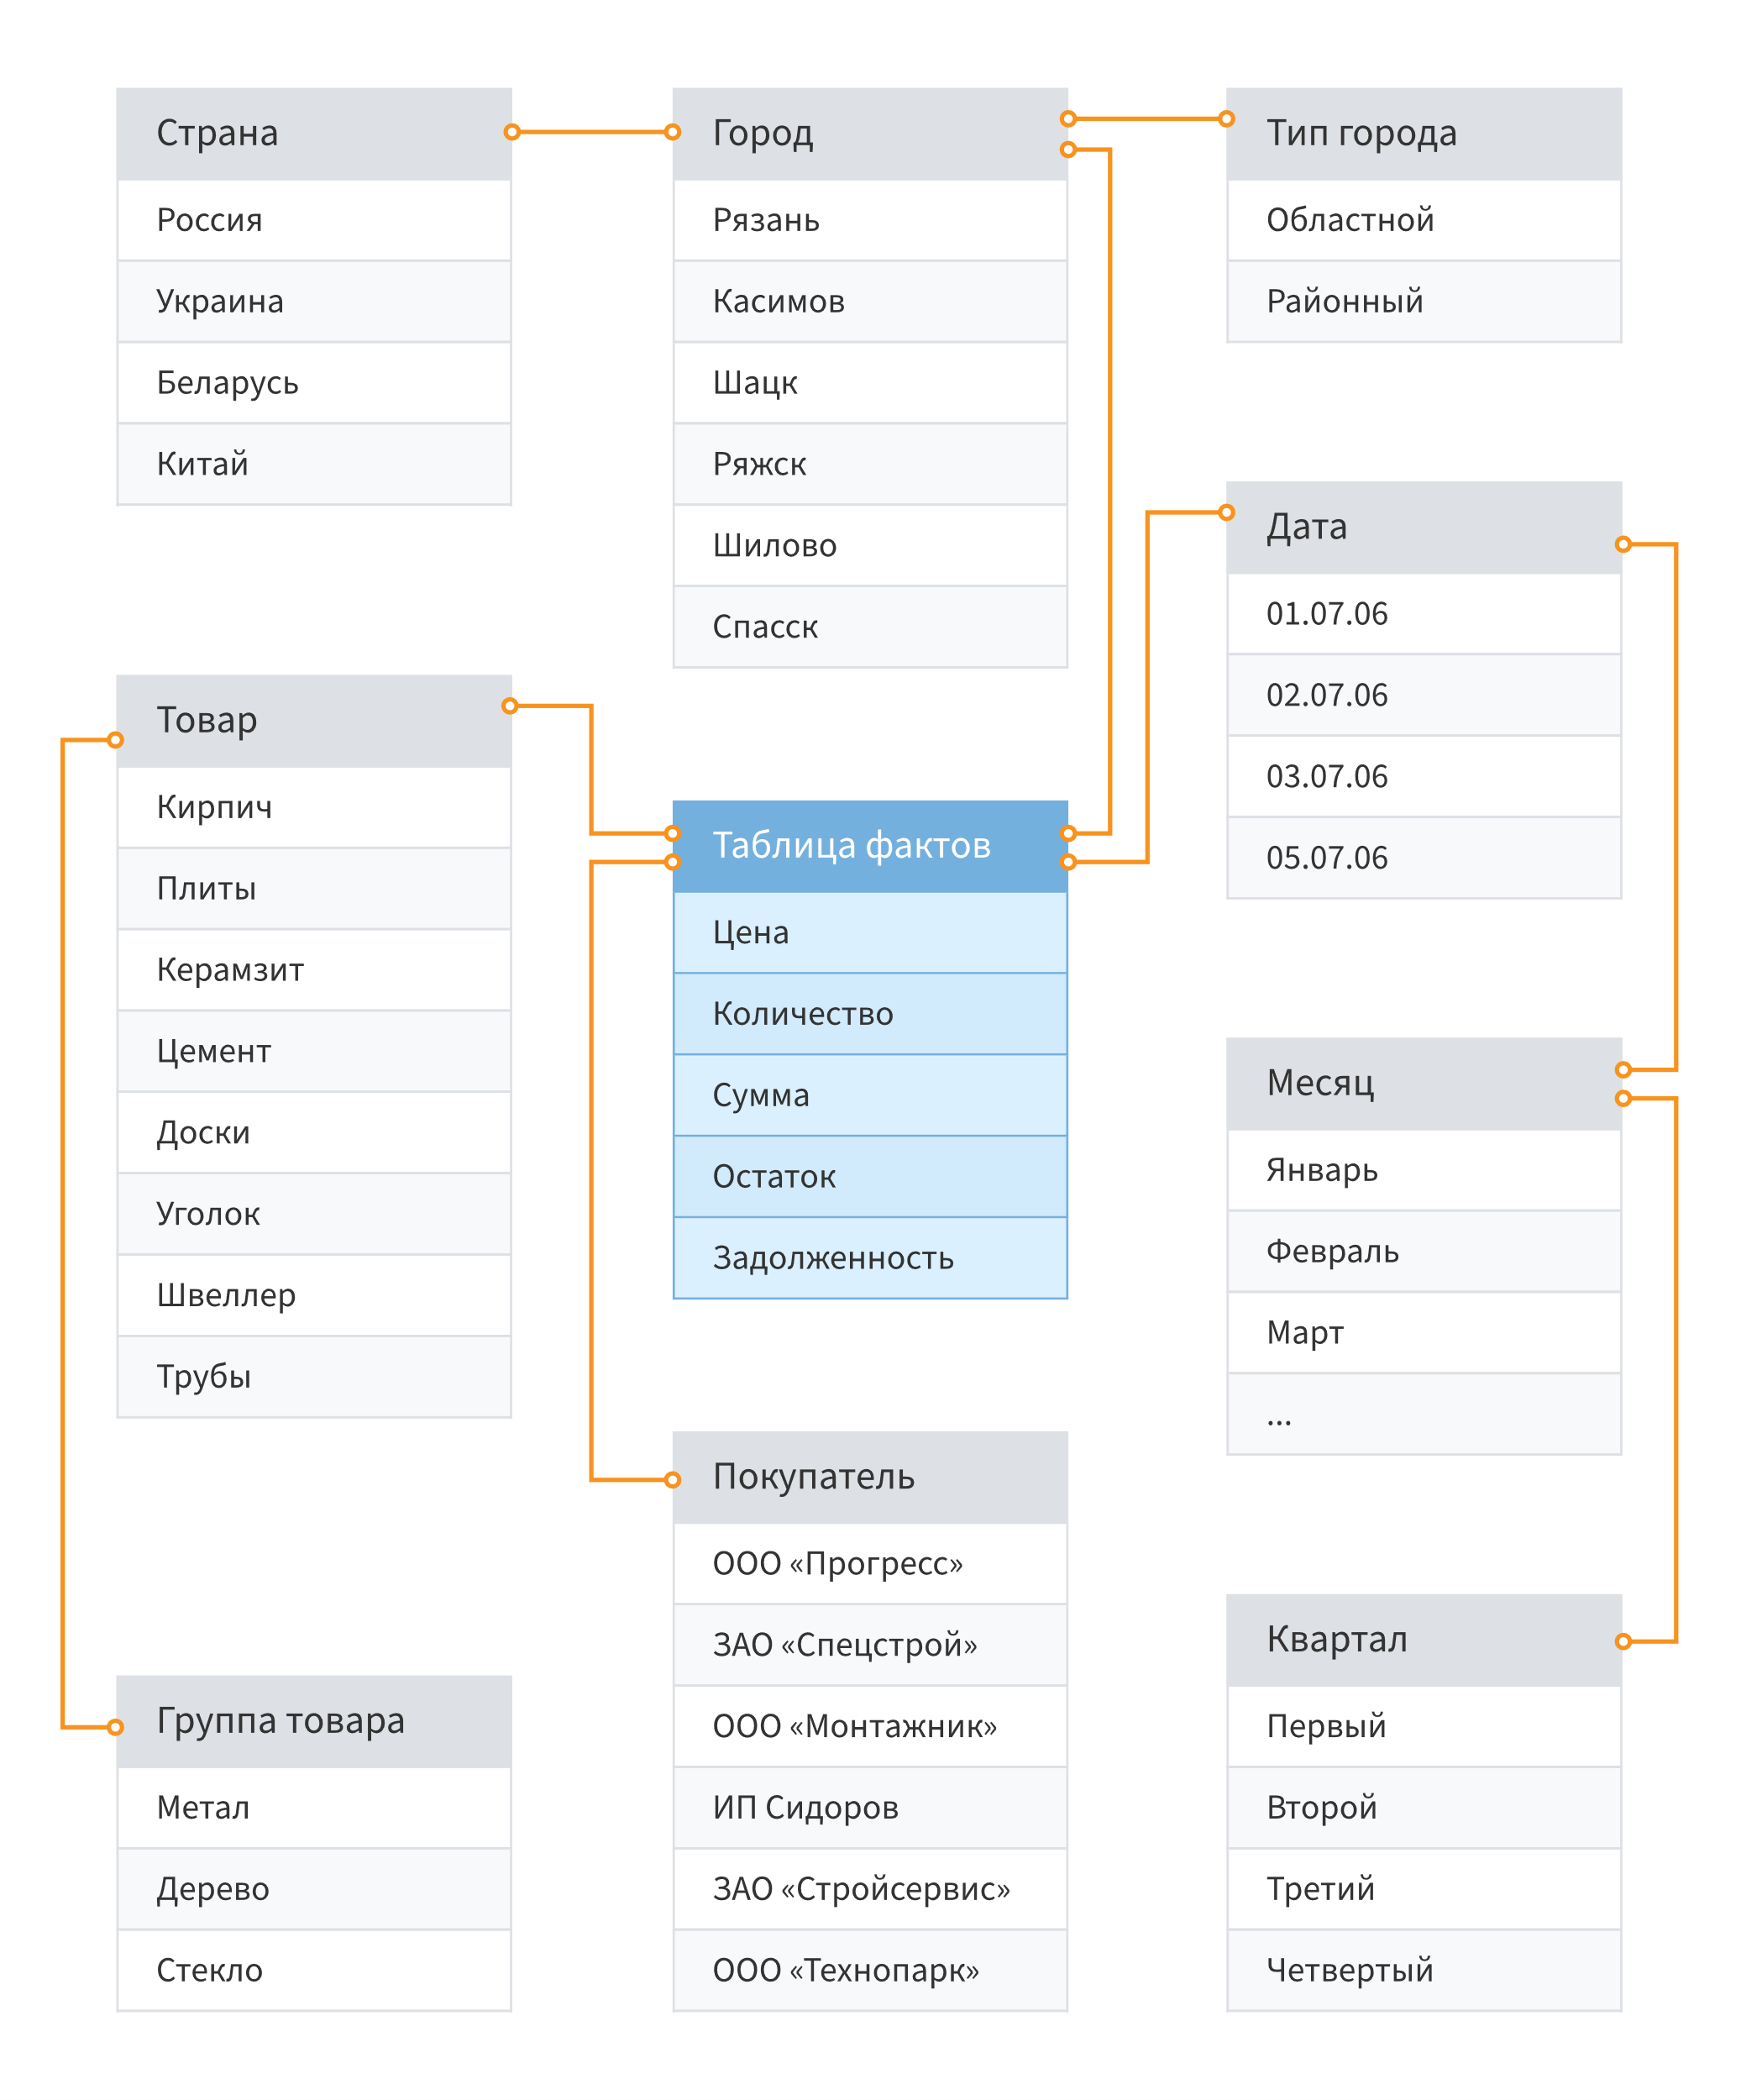 Страна
Россия
Украина
Беларусь
Китай
Город
Рязань
Касимов
Шацк
Ряжск
Шилово
Спасск
Тип города
Областной
Районный
Дата
01.07.06
02.07.06
03.07.06
05.07.06
Товар
Кирпич
Плиты
Керамзит
Цемент
Доски
Уголок
Швеллер
Трубы
Таблица фактов
Цена
Количество
Сумма
Остаток
Задолженность
Месяц
Январь
Февраль
Март
...
Покупатель
ООО «Прогресс»
ЗАО «Спецстрой»
ООО «Монтажник»
ИП Сидоров
ЗАО «Стройсервис»
ООО «Технопарк»
Группа товара
Метал
Дерево
Стекло
Квартал
Первый
Второй
Третий
Четвертый